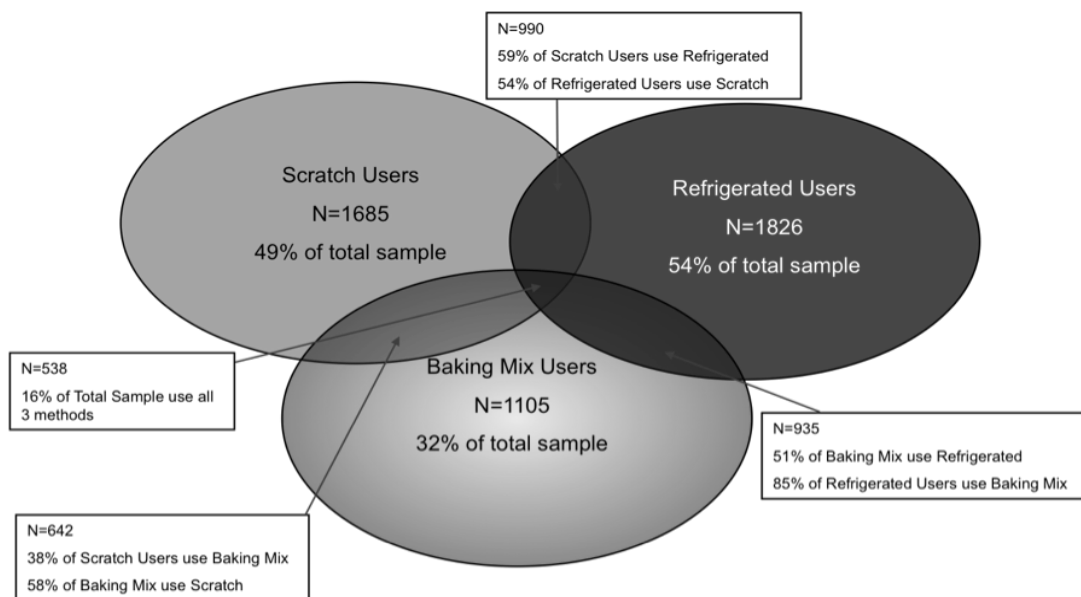 N=990
59% of Scratch Users use Refrigerated
54% of Refrigerated Users use Scratch
Scratch Users
N=1685
49% of total sample
Refrigerated Users
N=1826
54% of total sample
Baking Mix Users
N=1105
32% of total sample
N=538
16% of Total Sample use all
3 methods
N=935
51% of Baking Mix use Refrigerated
85% of Refrigerated Users use Baking Mix
N=642
38% of Scratch Users use Baking Mix
58% of Baking Mix use Scratch